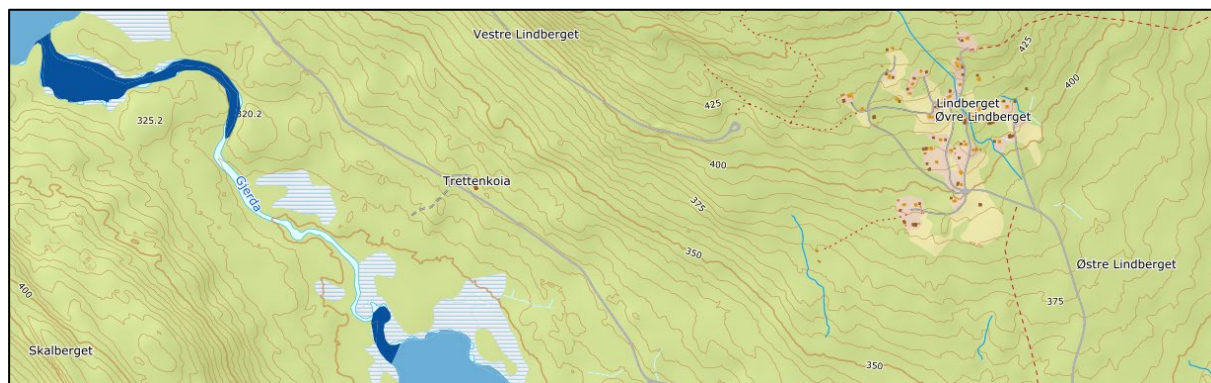 Vestre Lindberget
425
425
400
Lindberget
Øvre Lindberget
325.2
320.2
400
Gjerda
Trettenkoia
375
350
Østre Lindberget
400
375
Skalberget
350